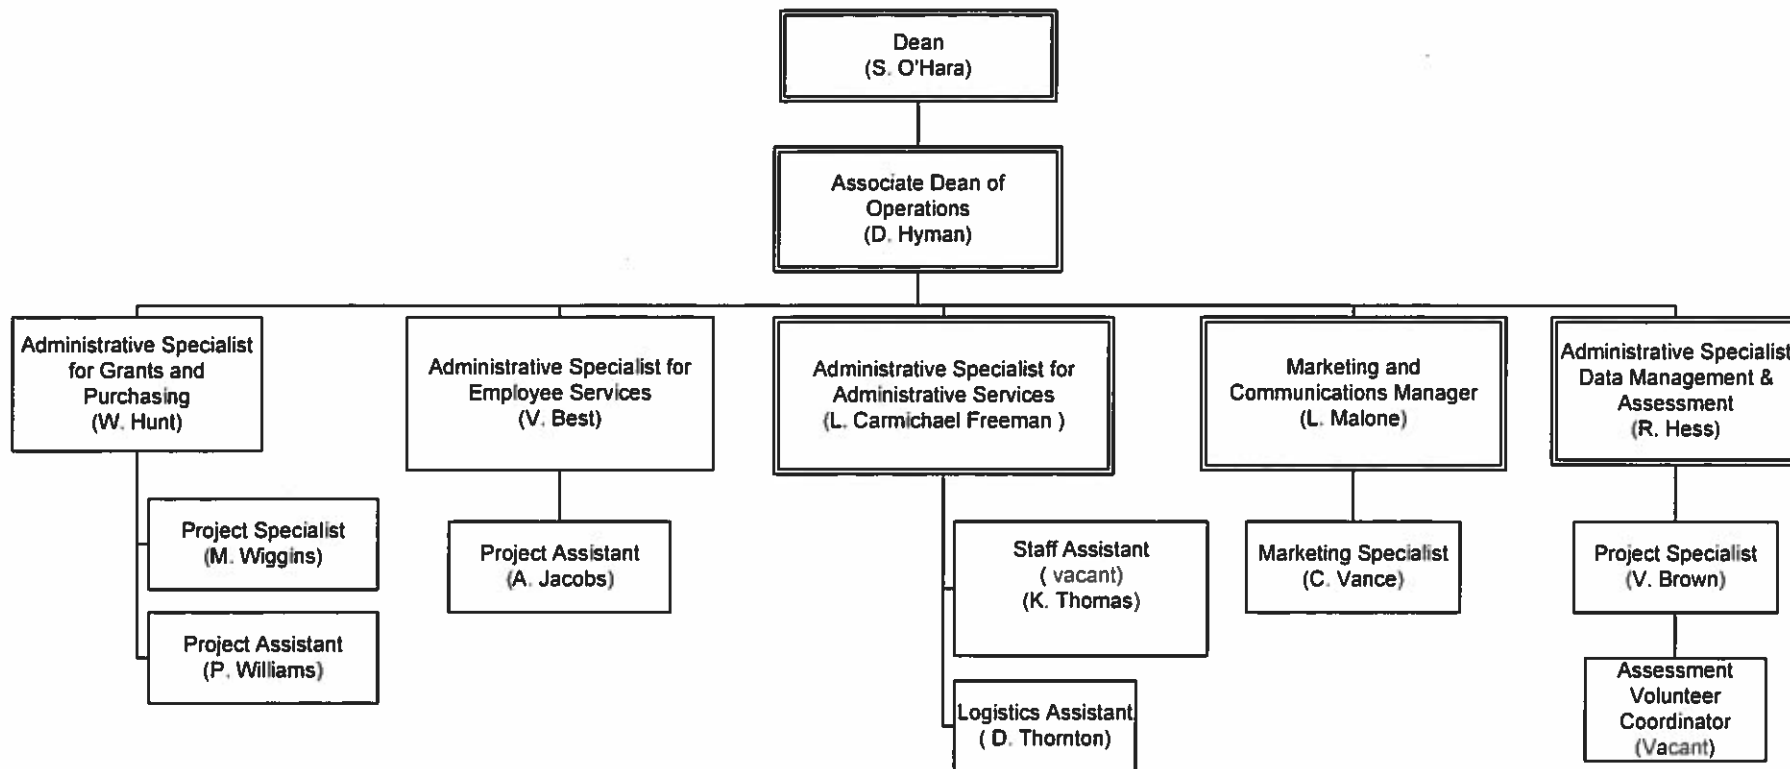 Dean
(S. O'Hara)
Associate Dean of
Operations
(D. Hyman)
Administrative Specialist
for Grants and
Purchasing
(W. Hunt)
Administrative Specialist for
Employee Services
(V. Best)
Administrative Specialist for
Administrative Services
(L. Carmichael Freeman )
Marketing and
Communications Manager
(L. Malone)
Administrative Specialist
Data Management &
Assessment
(R. Hess)
Project Specialist
(M. Wiggins)
Project Assistant
(P. Williams)
Project Assistant
(A. Jacobs)
Staff Assistant
( vacant)
(K. Thomas)
Logistics Assistant
( D. Thornton)
Marketing Specialist
(C. Vance)
Project Specialist
(V. Brown)
Assessment
Volunteer
Coordinator
(Vacant)